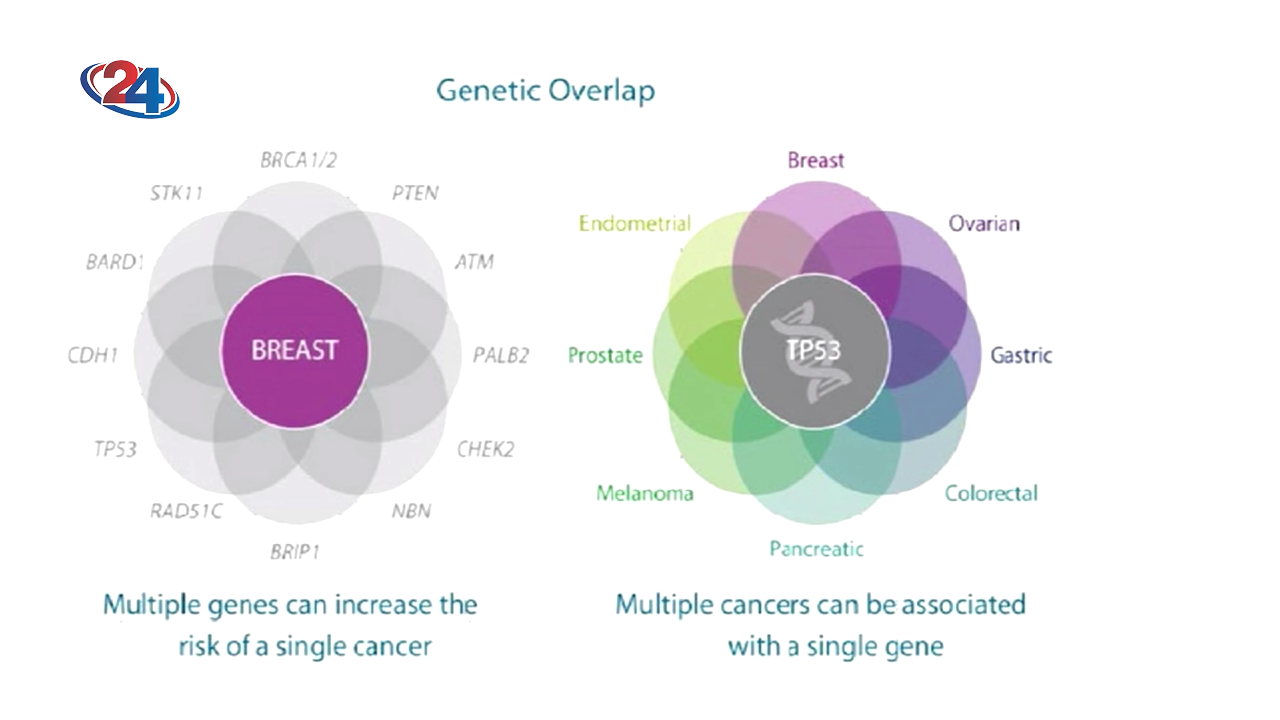 24
Genetic Overlap
BRCA1/2
STK11
PTEN
BARD1
ATM
CDH1
BREAST
PALB2
TP53
CHEK2
RAD51C
NBN
BRIP1
Multiple genes can increase the
risk of a single cancer
Breast
Endometrial
Ovarian
Prostate
TP53
Gastric
Melanoma
Colorectal
Pancreatic
Multiple cancers can be associated
with a single gene